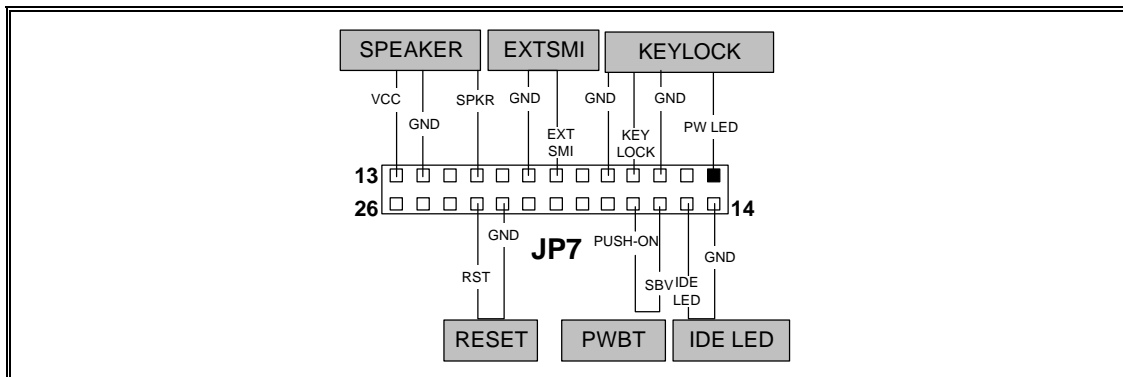 SPEAKER EXTSMI KEYLOCK
VCC GND SPKR GND EXT SMI GND KEY LOCK GND PW LED
13
26 14
JP7
RST GND PUSH-ON SBV IDE LED GND
RESET PWBT IDE LED